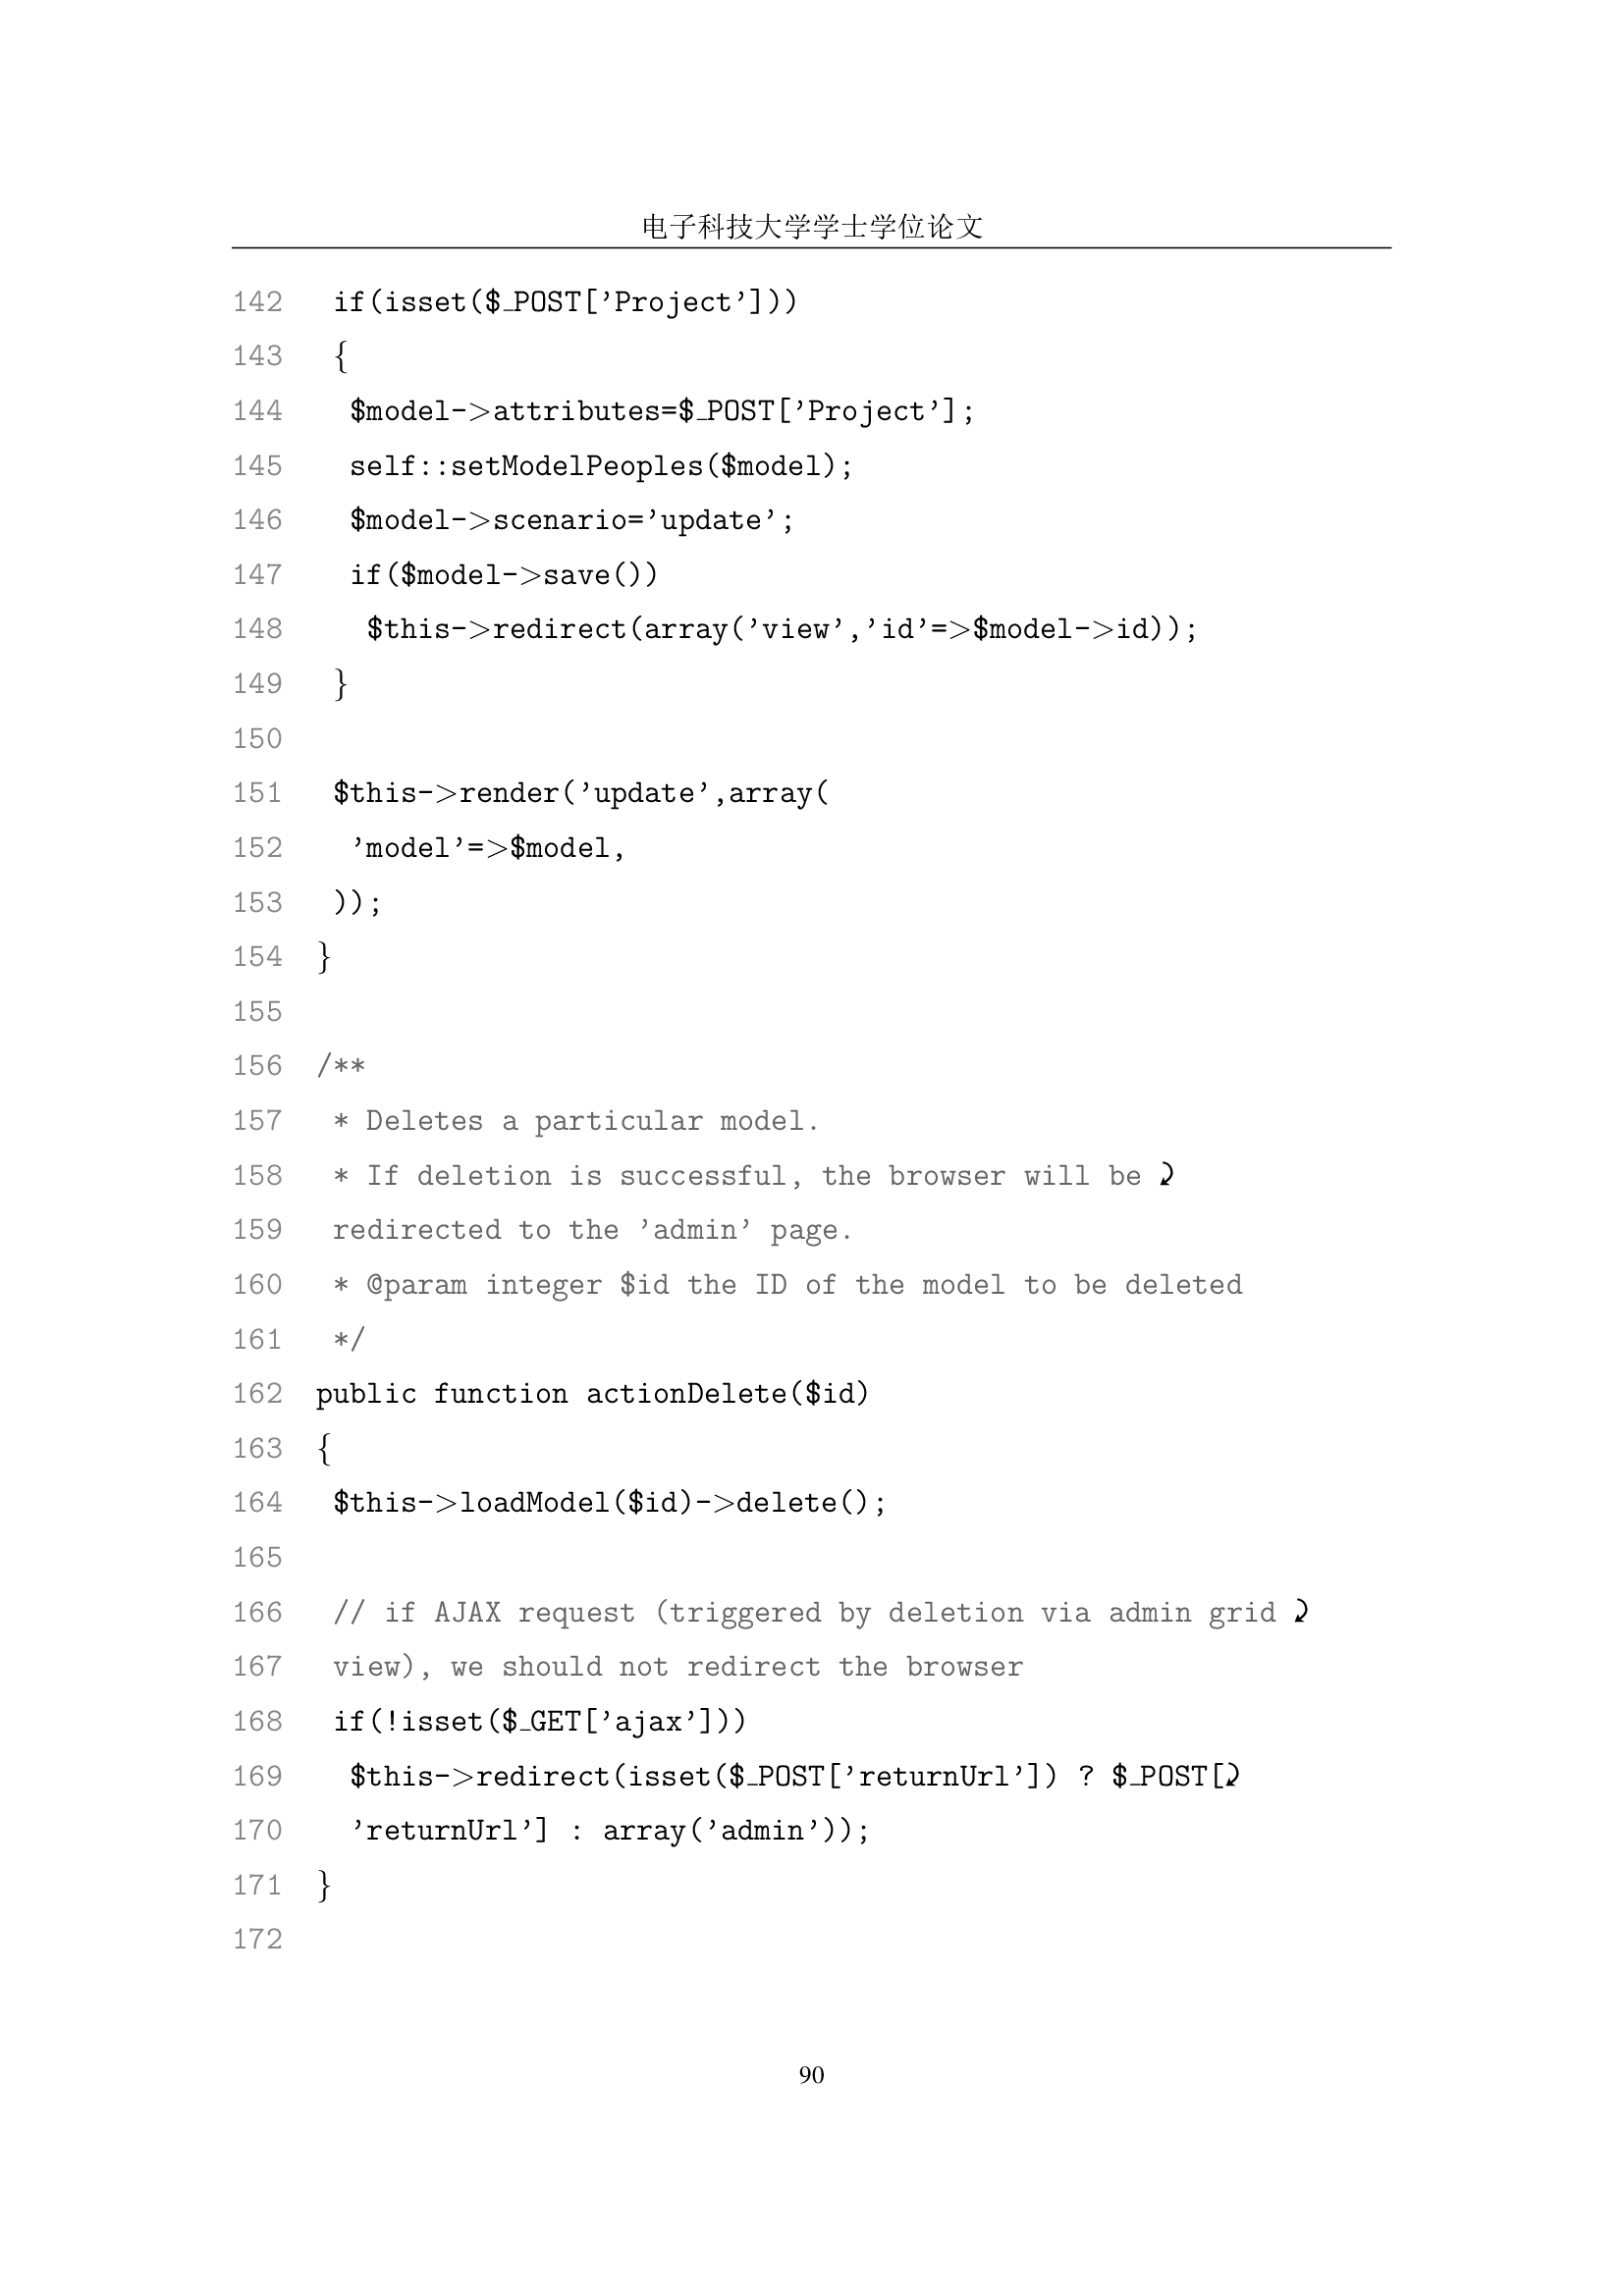 电子科技大学学士学位论文
142 if(isset($_POST['Project']))
143 {
144 $model->attributes=$_POST['Project'];
145 self::setModelPeoples($model);
146 $model->scenario='update';
147 if($model->save())
148 $this->redirect(array('view','id'=>$model->id));
149 }
150
151 $this->render('update',array(
152 'model'=>$model,
153 ));
154 }
155
156 /**
157 * Deletes a particular model.
158 * If deletion is successful, the browser will be ⤸
159 redirected to the 'admin' page.
160 * @param integer $id the ID of the model to be deleted
161 */
162 public function actionDelete($id)
163 {
164 $this->loadModel($id)->delete();
165
166 // if AJAX request (triggered by deletion via admin grid ⤸
167 view), we should not redirect the browser
168 if(!isset($_GET['ajax']))
169 $this->redirect(isset($_POST['returnUrl']) ? $_POST[⤸
170 'returnUrl'] : array('admin'));
171 }
172
90